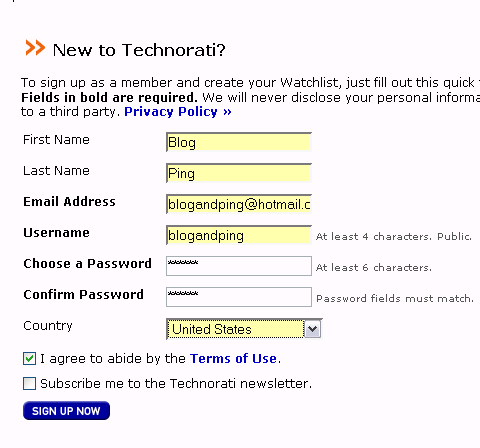 » New to Technorati?
To sign up as a member and create your Watchlist, just fill out this quick
Fields in bold are required. We will never disclose your personal informa
to a third party. Privacy Policy »
First Name Blog
Last Name Ping
Email Address blogandping@hotmail.c
Username blogandping At least 4 characters. Public.
Choose a Password ****** At least 6 characters.
Confirm Password ****** Password fields must match.
Country United States
I agree to abide by the Terms of Use.
Subscribe me to the Technorati newsletter.
SIGN UP NOW